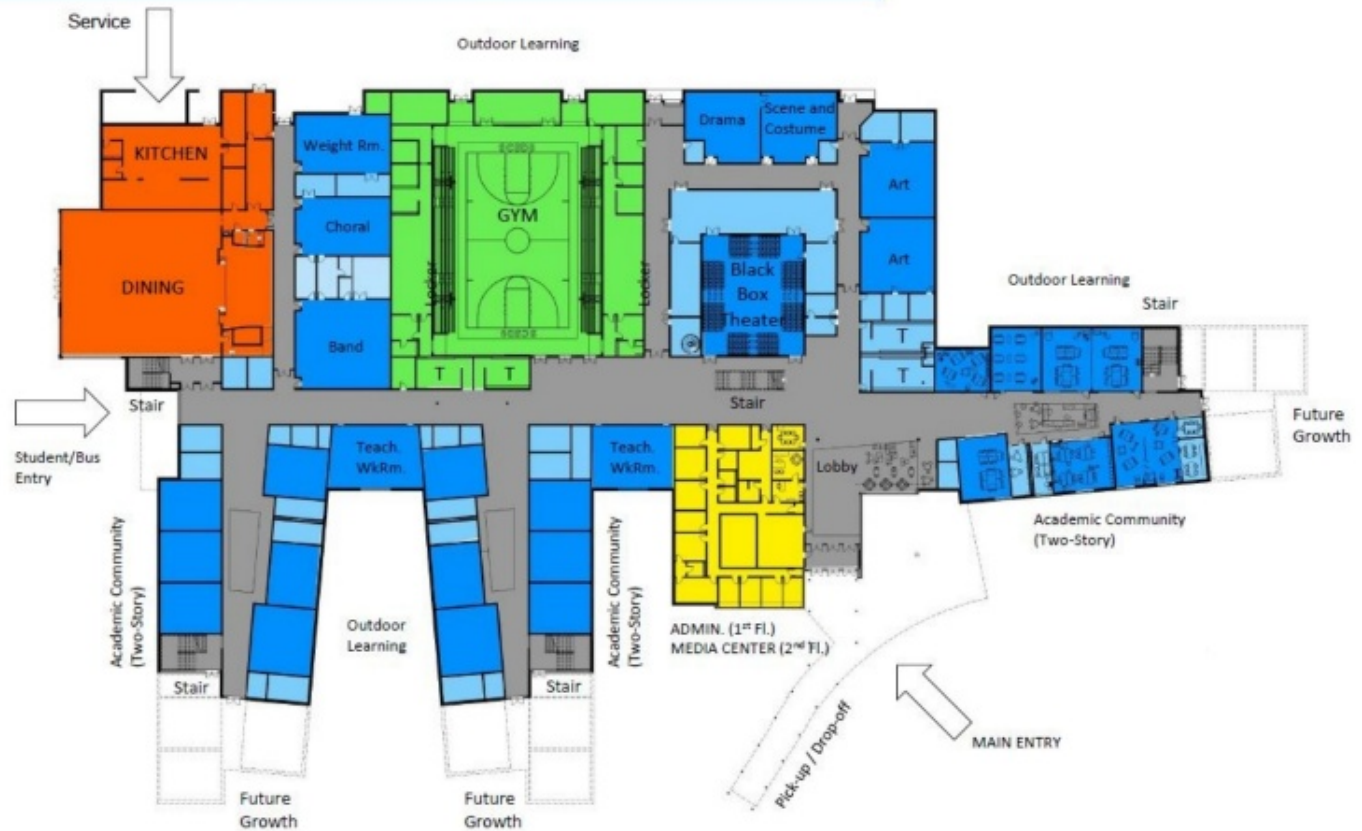 Service
Outdoor Learning
KITCHEN
Weight Rm.
Drama
Scene and
Costume
Art
GYM
Choral
DINING
Locker
Locker
Black
Box
Theater
Art
Outdoor Learning
Stair
Band
T
T
T
T
Stair
Stair
Student/Bus
Entry
Teach.
WkRm.
Teach.
WkRm.
Lobby
Future
Growth
Academic Community
(Two-Story)
Academic Community
(Two-Story)
Academic Community
(Two-Story)
Outdoor
Learning
ADMIN. (1st Fl.)
MEDIA CENTER (2nd Fl.)
Stair
Stair
Pick-up / Drop-off
MAIN ENTRY
Future
Growth
Future
Growth